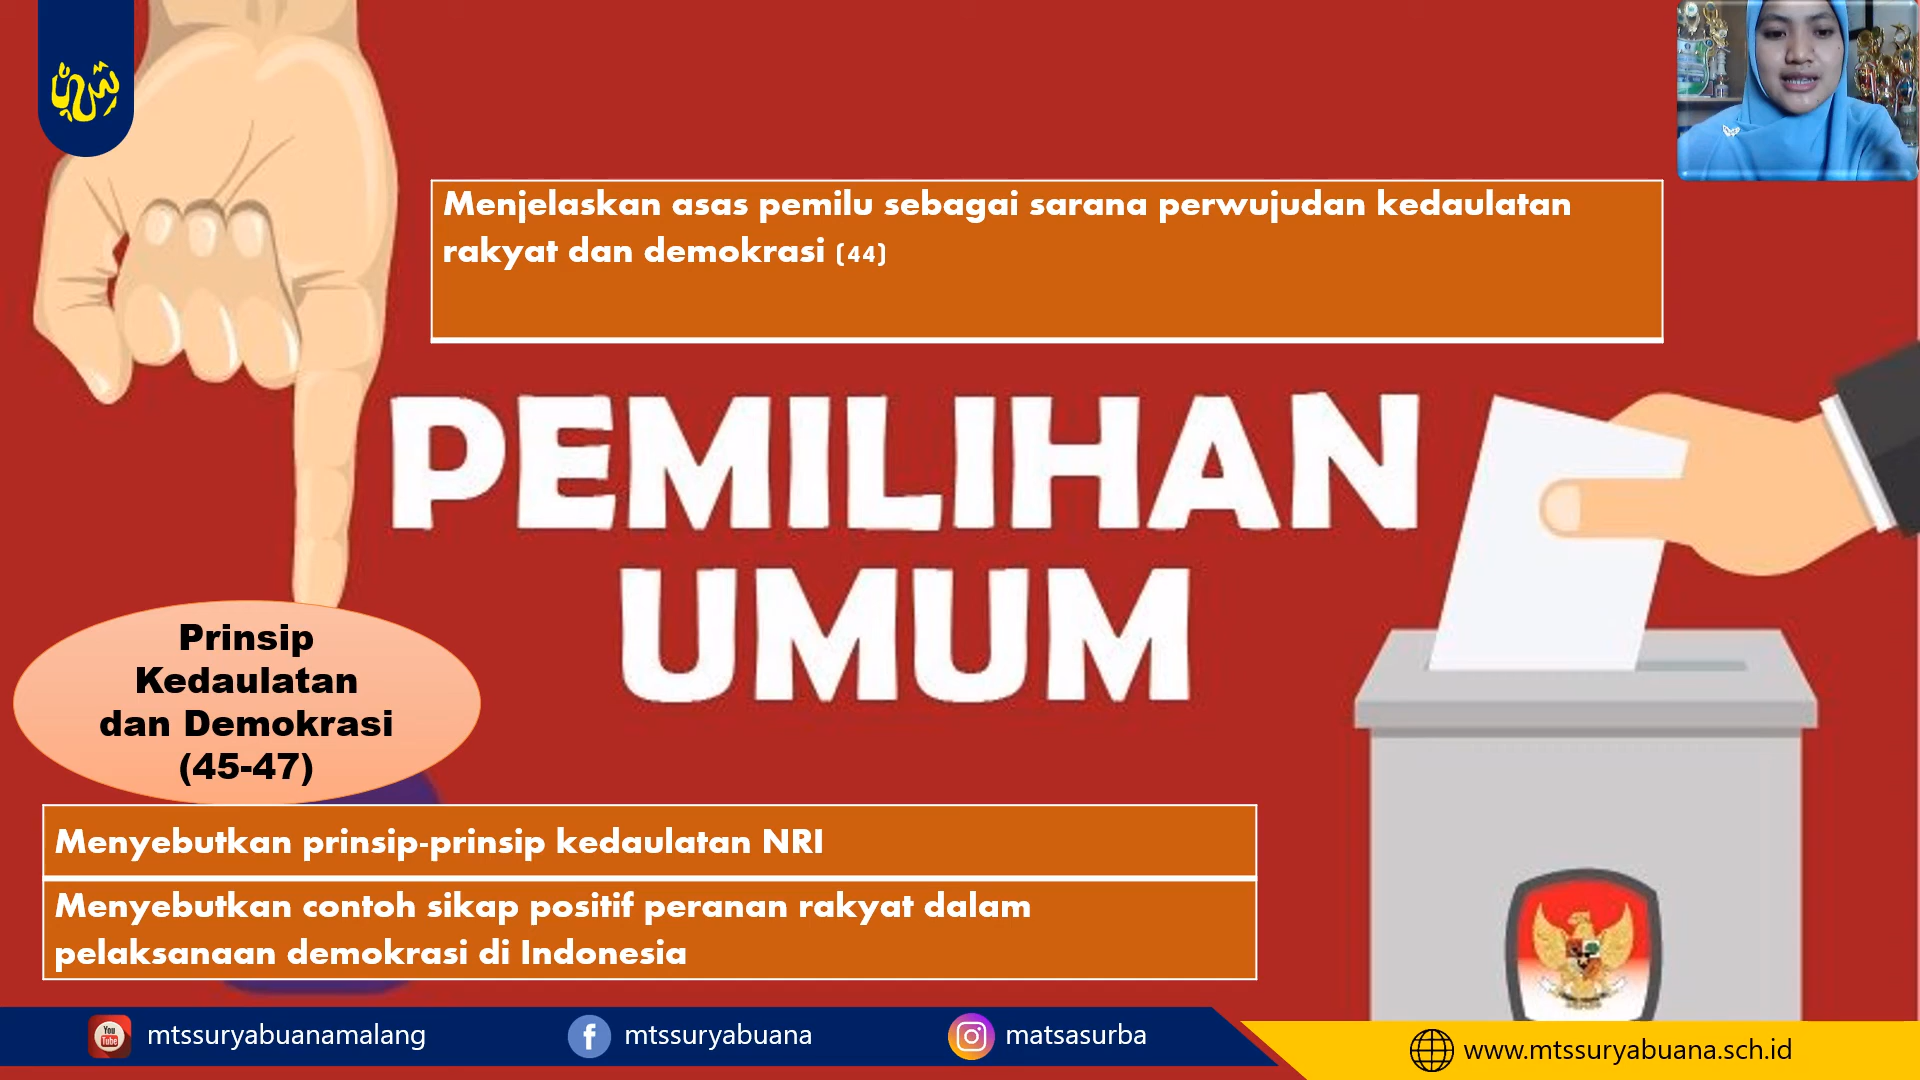 Menjelaskan asas pemilu sebagai sarana perwujudan kedaulatan
rakyat dan demokrasi (44)
PEMILIHAN
UMUM
Prinsip
Kedaulatan
dan Demokrasi
(45-47)
Menyebutkan prinsip-prinsip kedaulatan NRI
Menyebutkan contoh sikap positif peranan rakyat dalam
pelaksanaan demokrasi di Indonesia
You
Tube
mtssuryabuanamalang
mtssuryabuana
matsasurba
www.mtssuryabuana.sch.id